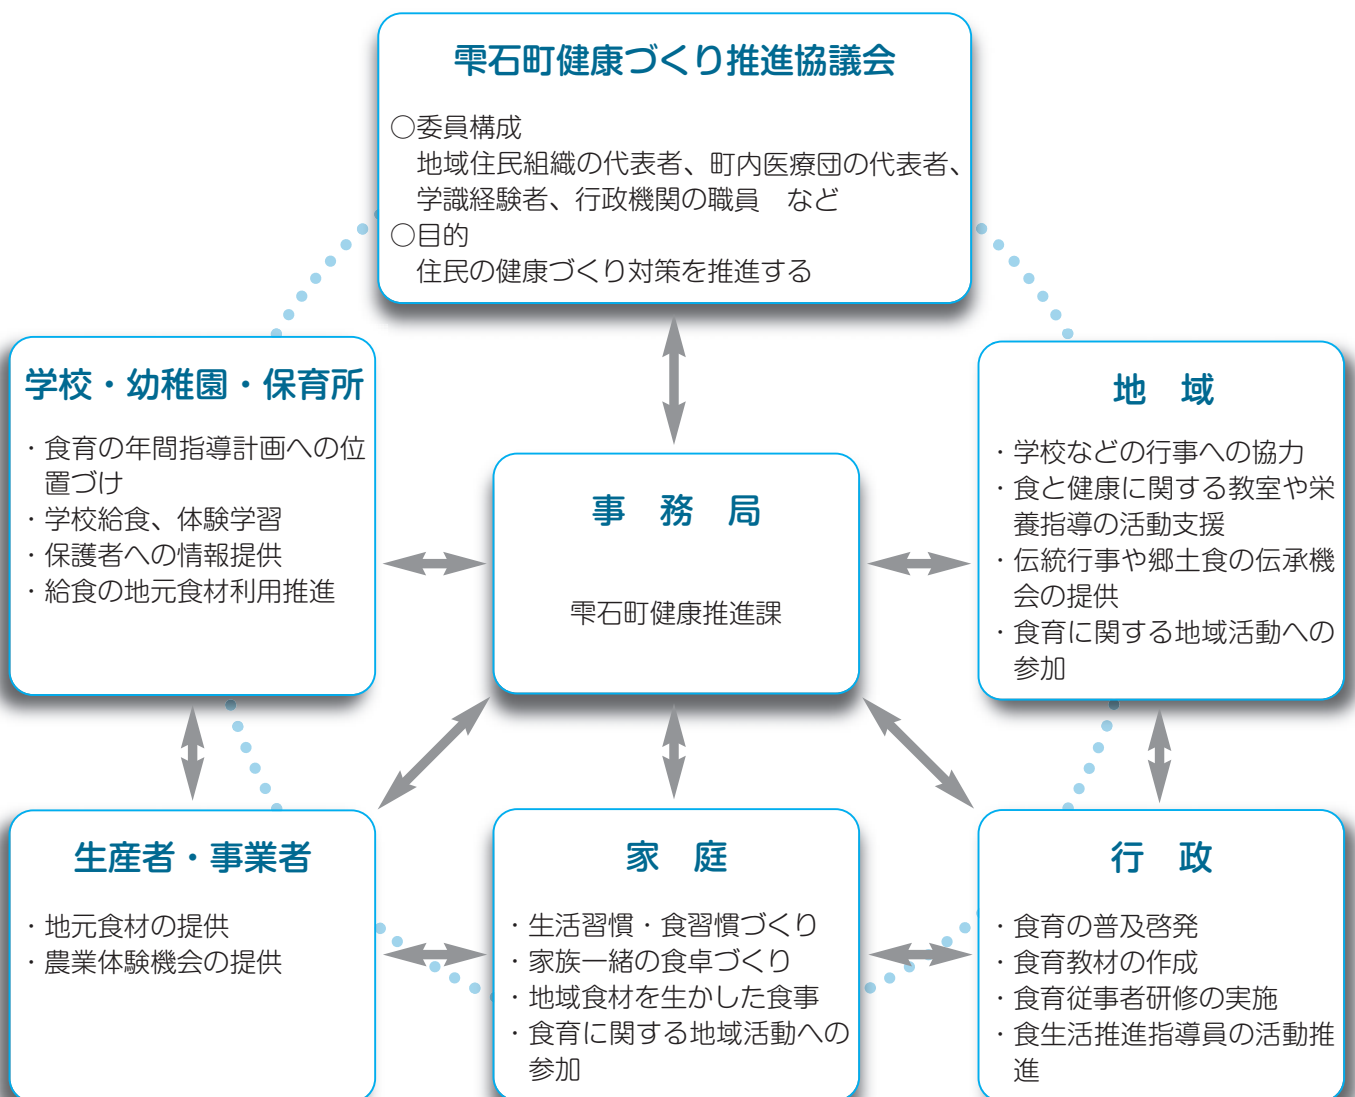 雫石町健康づくり推進協議会
○委員構成
地域住民組織の代表者、町内医療団の代表者、
学識経験者、行政機関の職員　など
○目的
住民の健康づくり対策を推進する
学校・幼稚園・保育所
・食育の年間指導計画への位
置づけ
・学校給食、体験学習
・保護者への情報提供
・給食の地元食材利用推進
事　務　局
雫石町健康推進課
地　域
・学校などの行事への協力
・食と健康に関する教室や栄
養指導の活動支援
・伝統行事や郷土食の伝承機
会の提供
・食育に関する地域活動への
参加
生産者・事業者
・地元食材の提供
・農業体験機会の提供
家　庭
・生活習慣・食習慣づくり
・家族一緒の食卓づくり
・地域食材を生かした食事
・食育に関する地域活動への
参加
行　政
・食育の普及啓発
・食育教材の作成
・食育従事者研修の実施
・食生活推進指導員の活動推
進